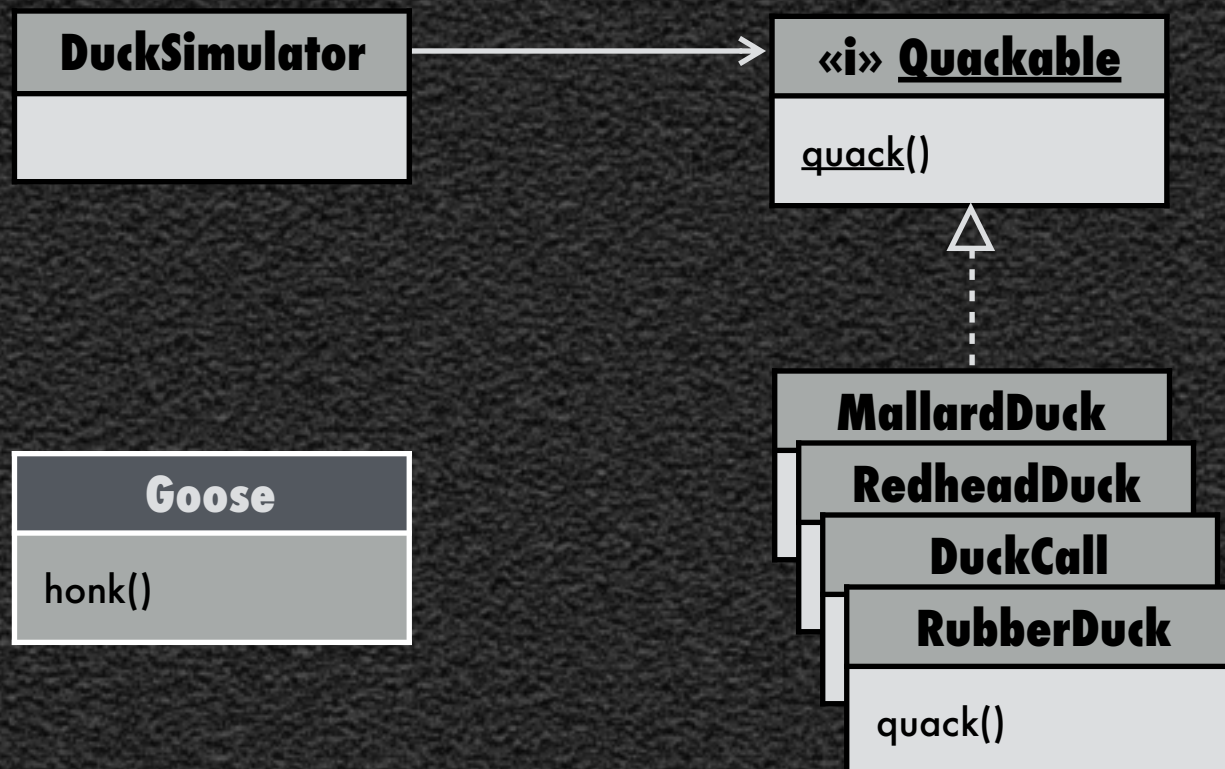 DuckSimulator
«i» Quackable
quack()
Goose
honk()
MallardDuck
RedheadDuck
DuckCall
RubberDuck
quack()